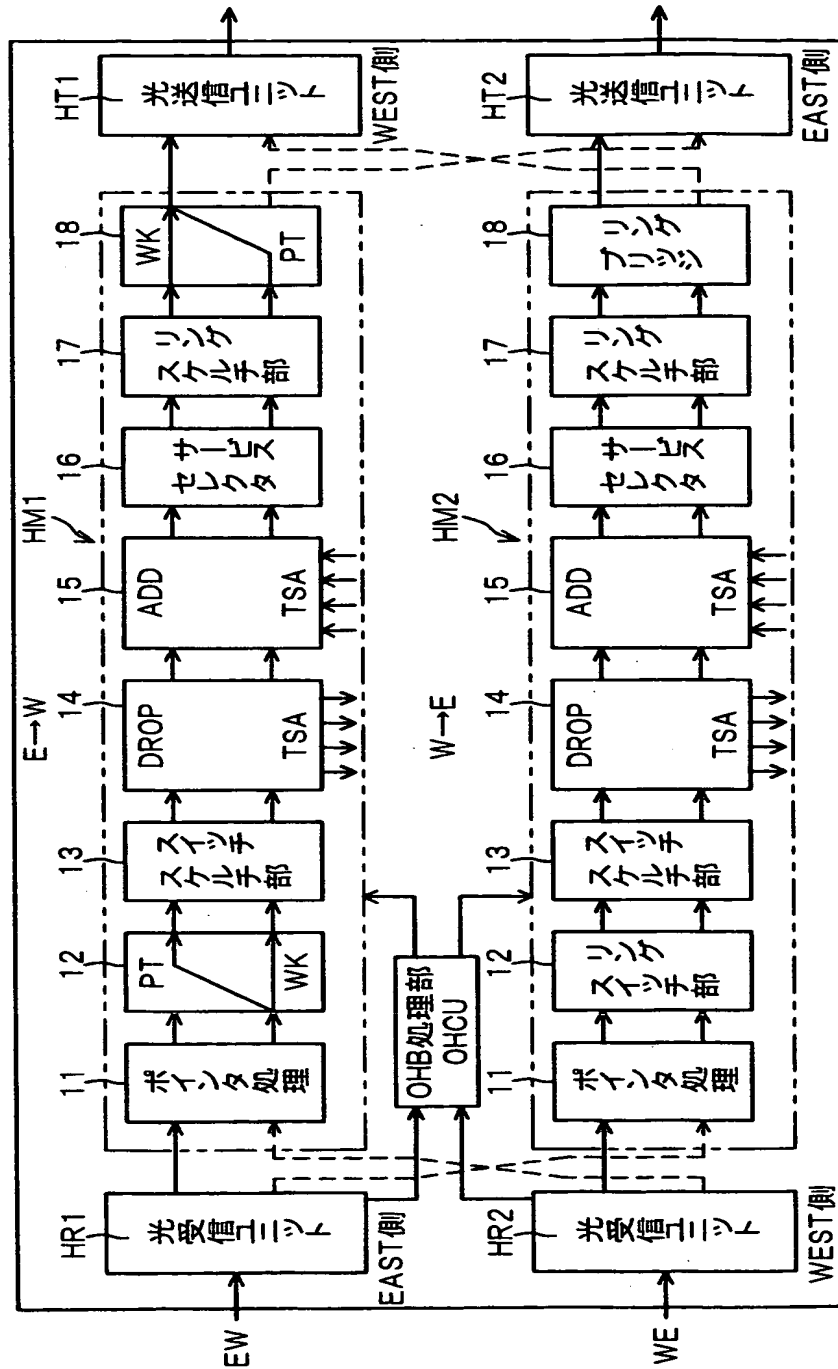 EW
HR1
光受信ユニット
EAST側
E→W
HM1
11
ポインタ処理
12
PT
WK
13
スイッチ
スケルチ部
14
DROP
TSA
15
ADD
TSA
16
サービス
セレクタ
17
リング
スケルチ部
18
WK
PT
HT1
光送信ユニット
WEST側
OHB処理部
OHCU
WE
HR2
光受信ユニット
WEST側
W→E
HM2
11
ポインタ処理
12
リング
スイッチ部
13
スイッチ
スケルチ部
14
DROP
TSA
15
ADD
TSA
16
サービス
セレクタ
17
リング
スケルチ部
18
リング
ブリッジ
HT2
光送信ユニット
EAST側